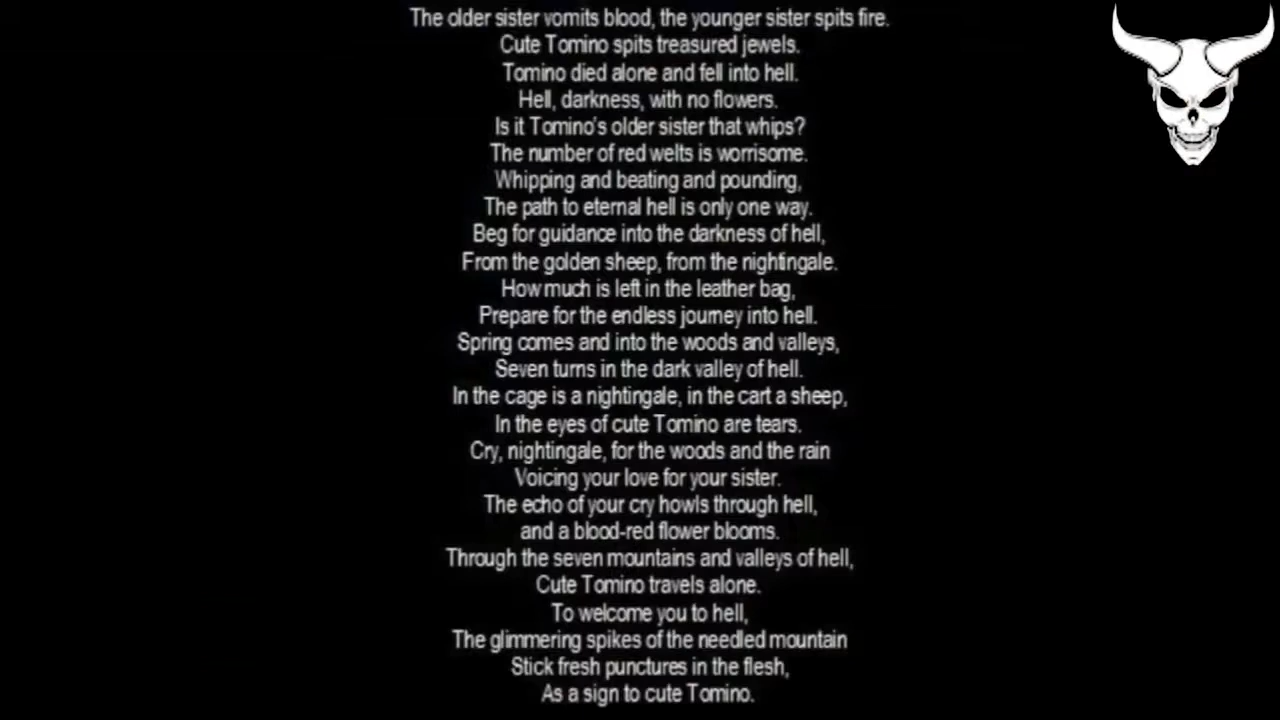 The older sister vomits blood, the younger sister spits fire.
Cute Tomino spits treasured jewels.
Tomino died alone and fell into hell.
Hell, darkness, with no flowers.
Is it Tomino's older sister that whips?
The number of red welts is worrisome.
Whipping and beating and pounding,
The path to eternal hell is only one way.
Beg for guidance into the darkness of hell,
From the golden sheep, from the nightingale.
How much is left in the leather bag,
Prepare for the endless journey into hell.
Spring comes and into the woods and valleys,
Seven turns in the dark valley of hell.
In the cage is a nightingale, in the cart a sheep,
In the eyes of cute Tomino are tears.
Cry, nightingale, for the woods and the rain
Voicing your love for your sister.
The echo of your cry howls through hell,
and a blood-red flower blooms.
Through the seven mountains and valleys of hell,
Cute Tomino travels alone.
To welcome you to hell,
The glimmering spikes of the needled mountain
Stick fresh punctures in the flesh,
As a sign to cute Tomino.